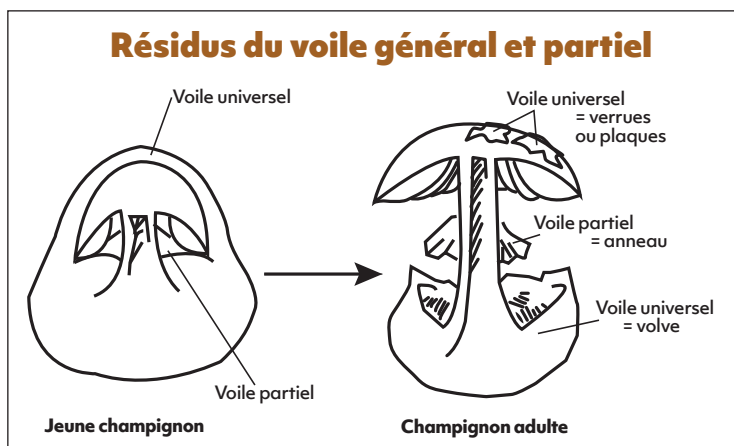 Résidus du voile général et partiel
Voile universel
Voile partiel
Jeune champignon
Voile universel
= verrues
ou plaques
Voile partiel
= anneau
Voile universel
= volve
Champignon adulte